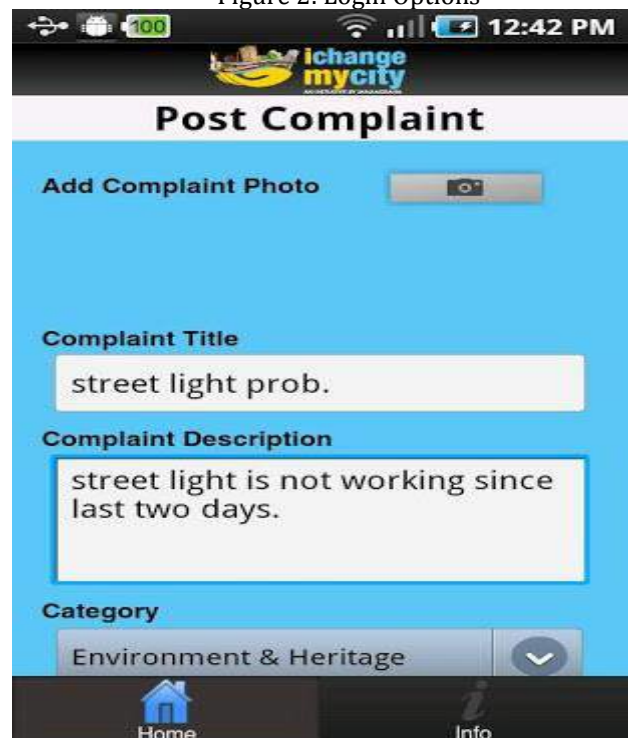 Figure 2: Login Options
100 12:42 PM
ichange
mycity
Post Complaint
Add Complaint Photo
Complaint Title
street light prob.
Complaint Description
street light is not working since
last two days.
Category
Environment & Heritage
Home Info